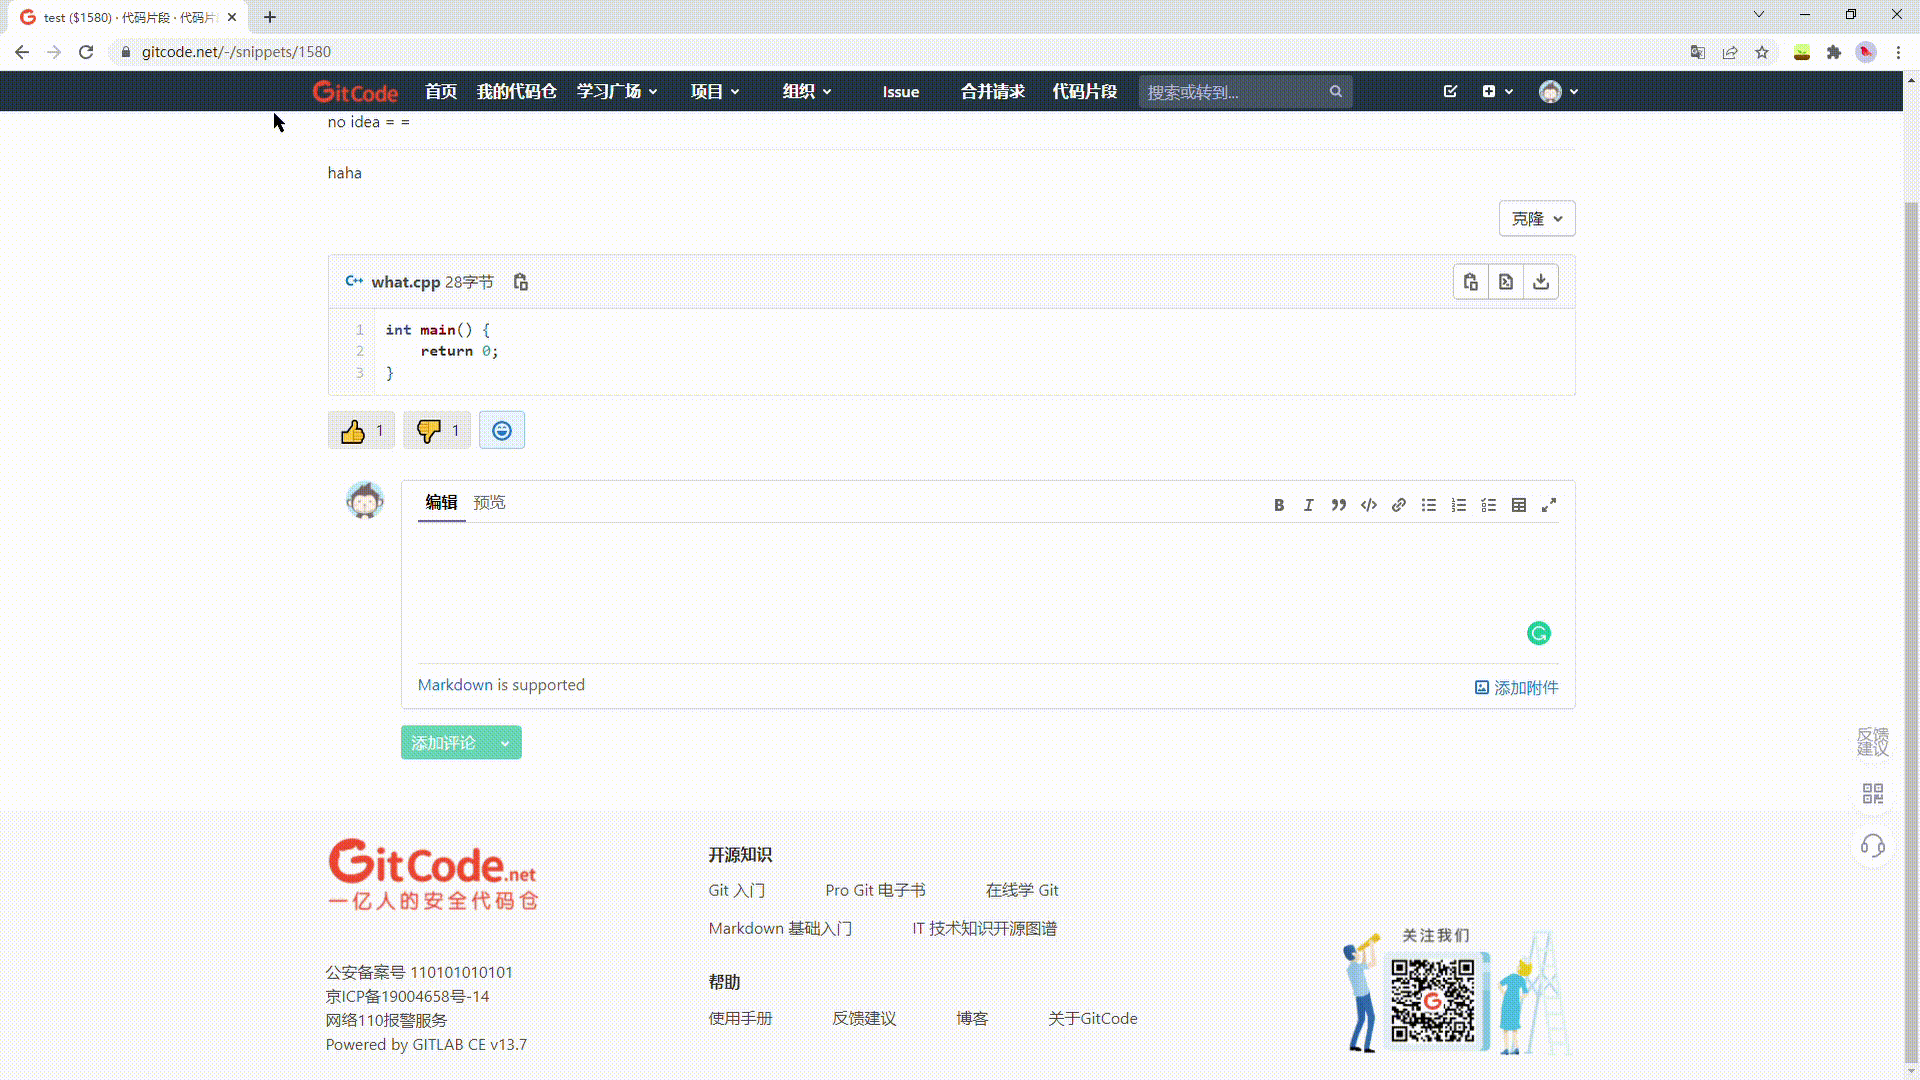 test ($1580) · 代码片段 · 代码片
gitcode.net/-/snippets/1580
GitCode 首页 我的代码仓 学习广场 项目 组织 Issue 合并请求 代码片段 搜索或转到...
no idea = =
haha
克隆
C++ what.cpp 28字节
1 int main() {
2 return 0;
3 }
1 1
编辑 预览
Markdown is supported 添加附件
添加评论
反馈
建议
GitCode.net
一亿人的安全代码仓
公安备案号 110101010101
京ICP备19004658号-14
网络110报警服务
Powered by GITLAB CE v13.7
开源知识
Git 入门 Pro Git 电子书 在线学 Git
Markdown 基础入门 IT 技术知识开源图谱
帮助
使用手册 反馈建议 博客 关于GitCode
关注我们